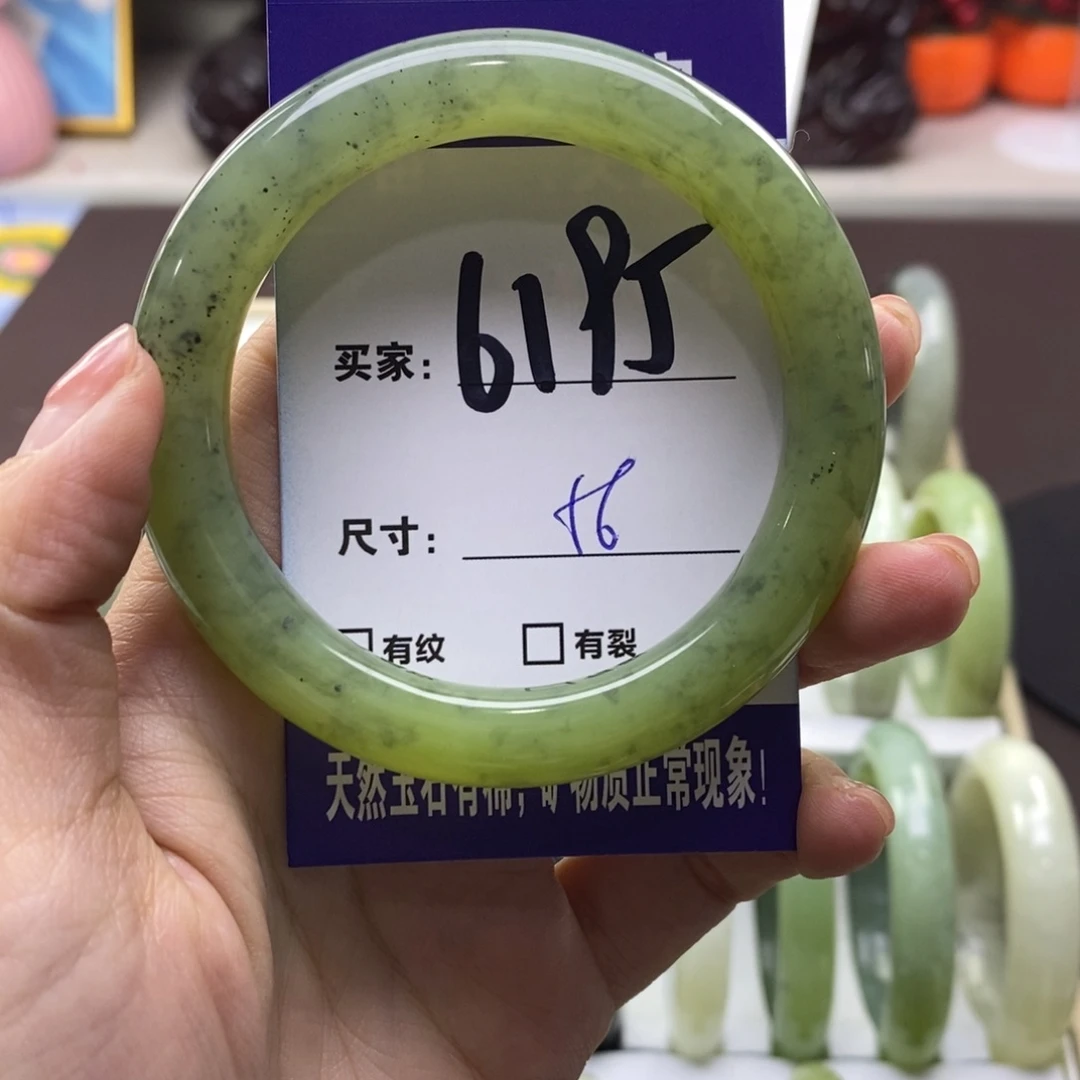 买家：
尺寸： 56
有纹 有裂
天然玉石有棉，矿物质正常现象！